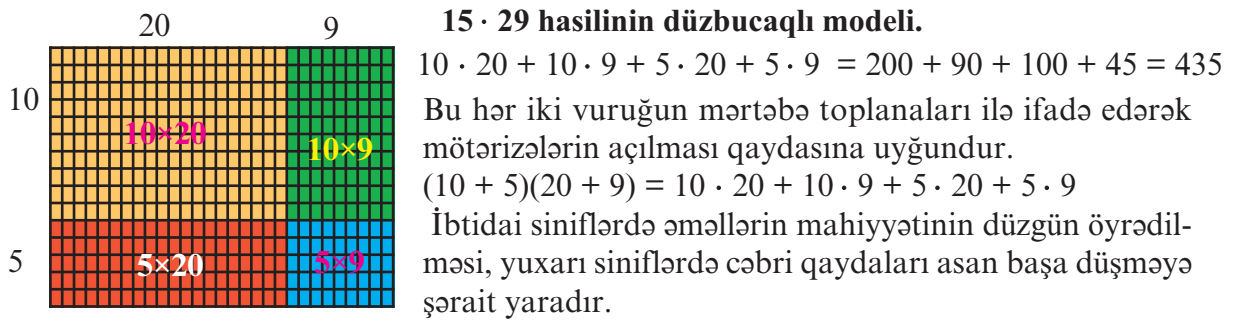 20
9
10
10×20
10×9
5
5×20
5×9
15 · 29 hasilinin düzbucaqlı modeli.
10 · 20 + 10 · 9 + 5 · 20 + 5 · 9 = 200 + 90 + 100 + 45 = 435
Bu hər iki vuruğun mərtəbə toplanaları ilə ifadə edərək
mötərizələrin açılması qaydasına uyğundur.
(10 + 5)(20 + 9) = 10 · 20 + 10 · 9 + 5 · 20 + 5 · 9
İbtidai siniflərdə əməllərin mahiyyətinin düzgün öyrədil-
məsi, yuxarı siniflərdə cəbri qaydaları asan başa düşməyə
şərait yaradır.